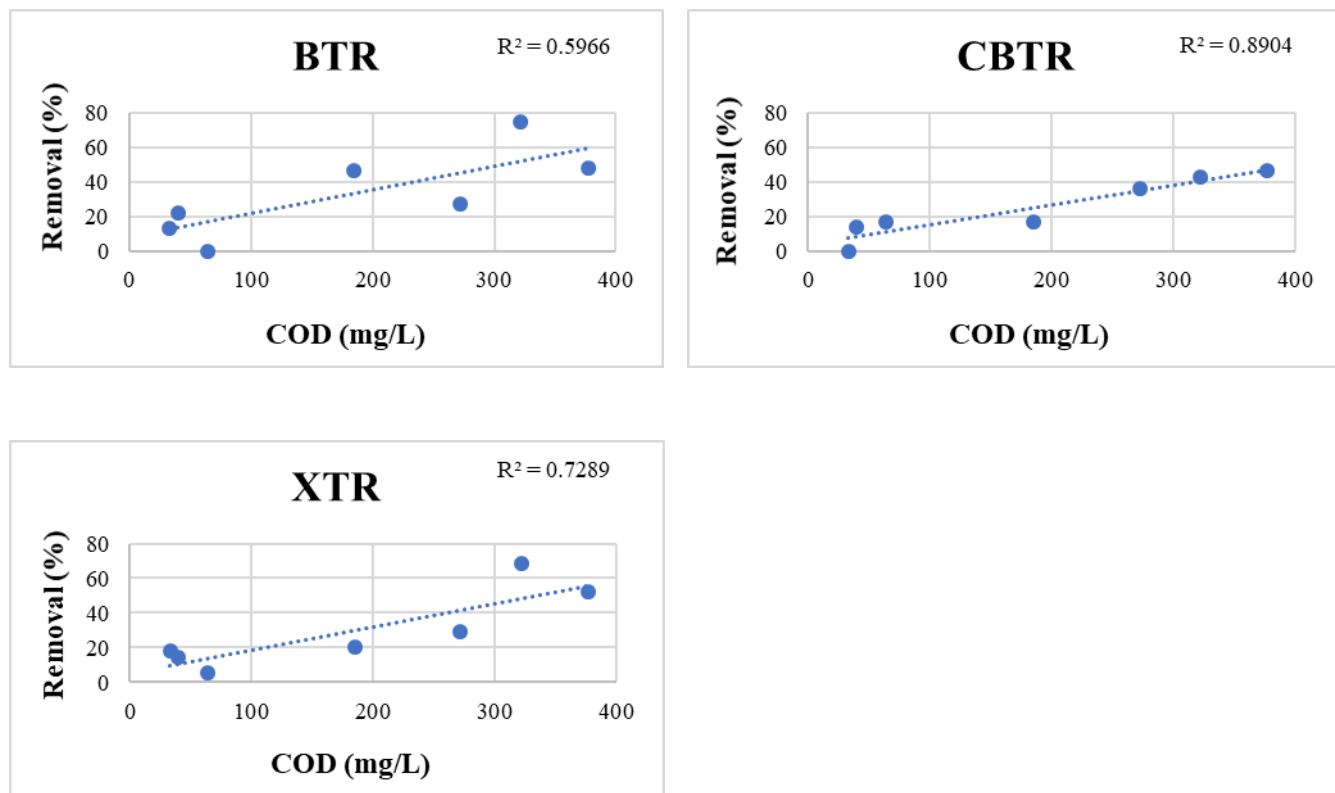 BTR
R² = 0.5966
Removal (%)
80
60
40
20
0
0 100 200 300 400
COD (mg/L)
CBTR
R² = 0.8904
Removal (%)
80
60
40
20
0
0 100 200 300 400
COD (mg/L)
XTR
R² = 0.7289
Removal (%)
80
60
40
20
0
0 100 200 300 400
COD (mg/L)